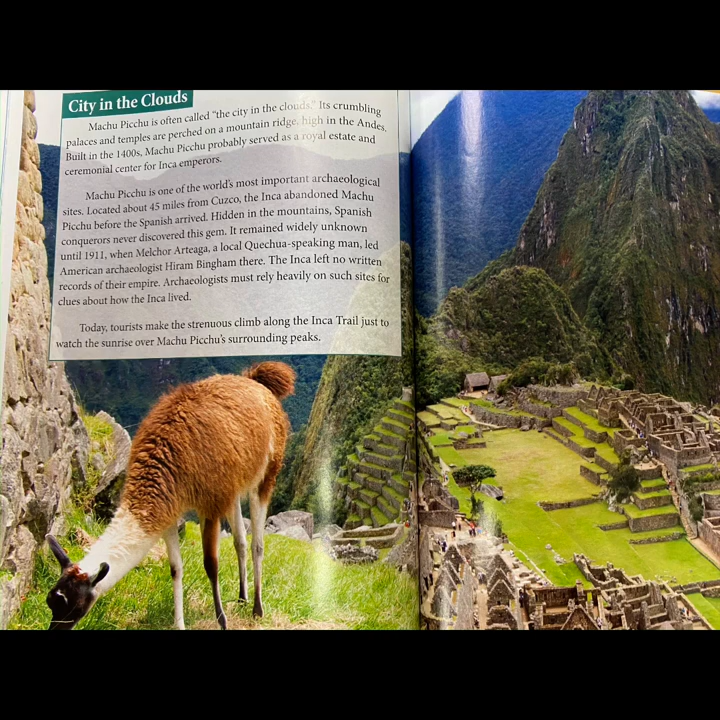 City in the Clouds
Machu Picchu is often called "the city in the clouds." Its crumbling
palaces and temples are perched on a mountain ridge, high in the Andes.
Built in the 1400s, Machu Picchu probably served as a royal estate and
ceremonial center for Inca emperors.
Machu Picchu is one of the world's most important archaeological
sites. Located about 45 miles from Cuzco, the Inca abandoned Machu
Picchu before the Spanish arrived. Hidden in the mountains, Spanish
conquerors never discovered this gem. It remained widely unknown
until 1911, when Melchor Arteaga, a local Quechua-speaking man, led
American archaeologist Hiram Bingham there. The Inca left no written
records of their empire. Archaeologists must rely heavily on such sites for
clues about how the Inca lived.
Today, tourists make the strenuous climb along the Inca Trail just to
watch the sunrise over Machu Picchu's surrounding peaks.